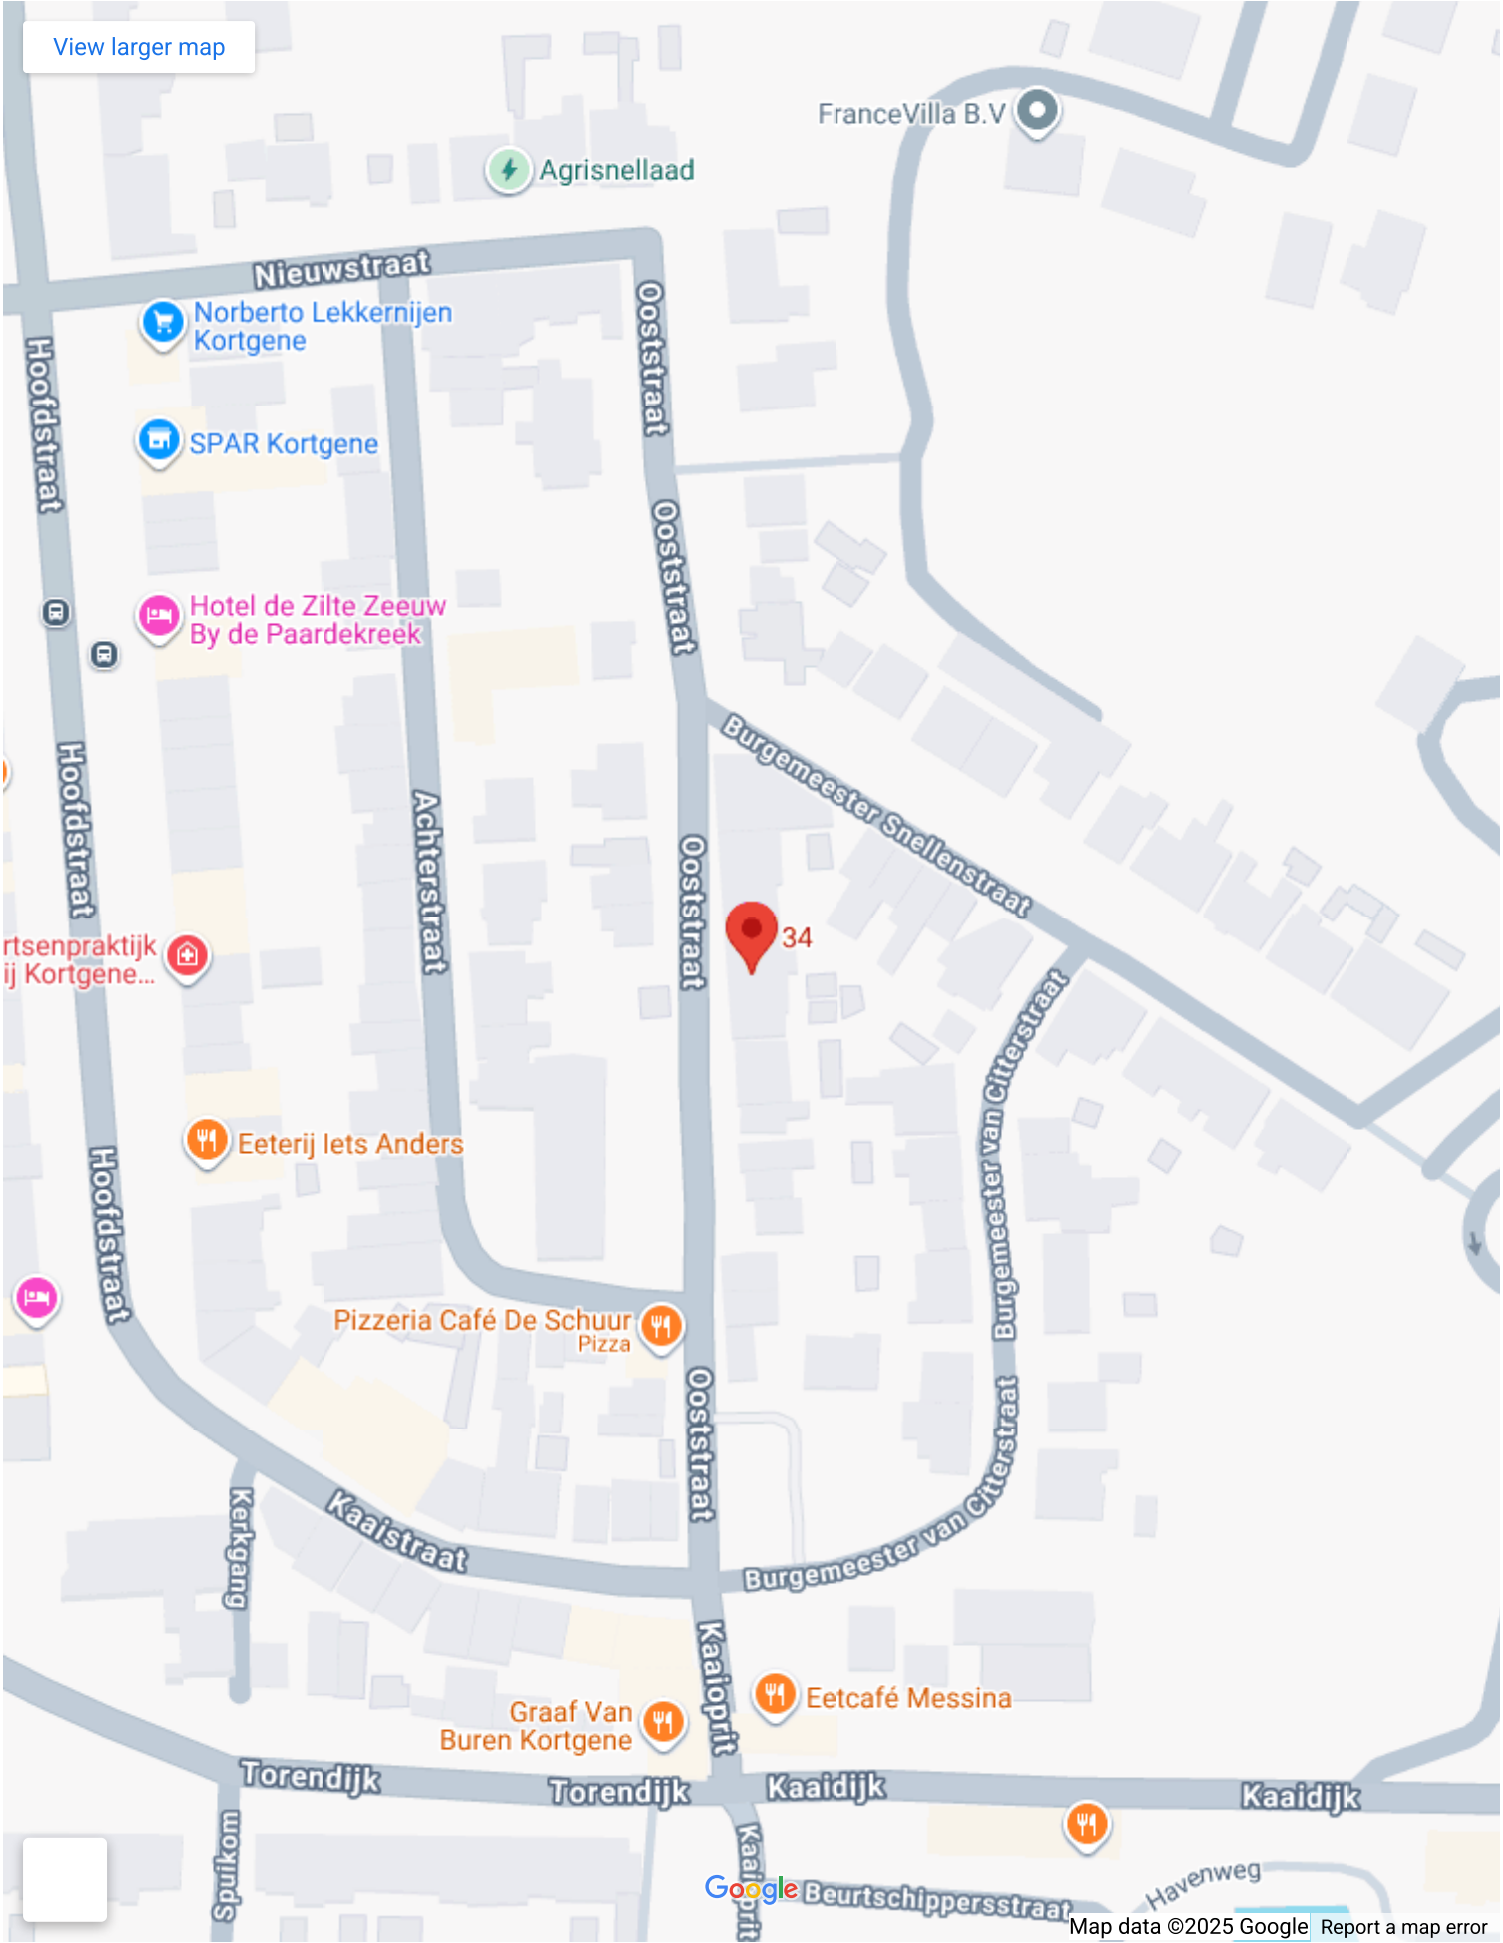 View larger map
FranceVilla B.V
Agrisnellaad
Nieuwstraat
Norberto Lekkernijen
Kortgene
Ooststraat
Hoofdstraat
SPAR Kortgene
Ooststraat
Hotel de Zilte Zeeuw
By de Paardekreek
Burgemeester Snellenstraat
Hoofdstraat
Achterstraat
Ooststraat
34
rtsenpraktijk
ij Kortgene...
Burgemeester van Citterstraat
Eeterij Iets Anders
Hoofdstraat
Burgemeester
Pizzeria Café De Schuur
Pizza
Ooststraat
van Citterstraat
Kerkgang
Kaaistraat
Burgemeester
Kaaioprit
Eetcafé Messina
Graaf Van
Buren Kortgene
Torendijk
Torendijk
Kaaidijk
Kaaidijk
Spuikom
Kaaioprit
Google
Beurtschippersstraat
Havenweg
Map data ©2025 Google
Report a map error